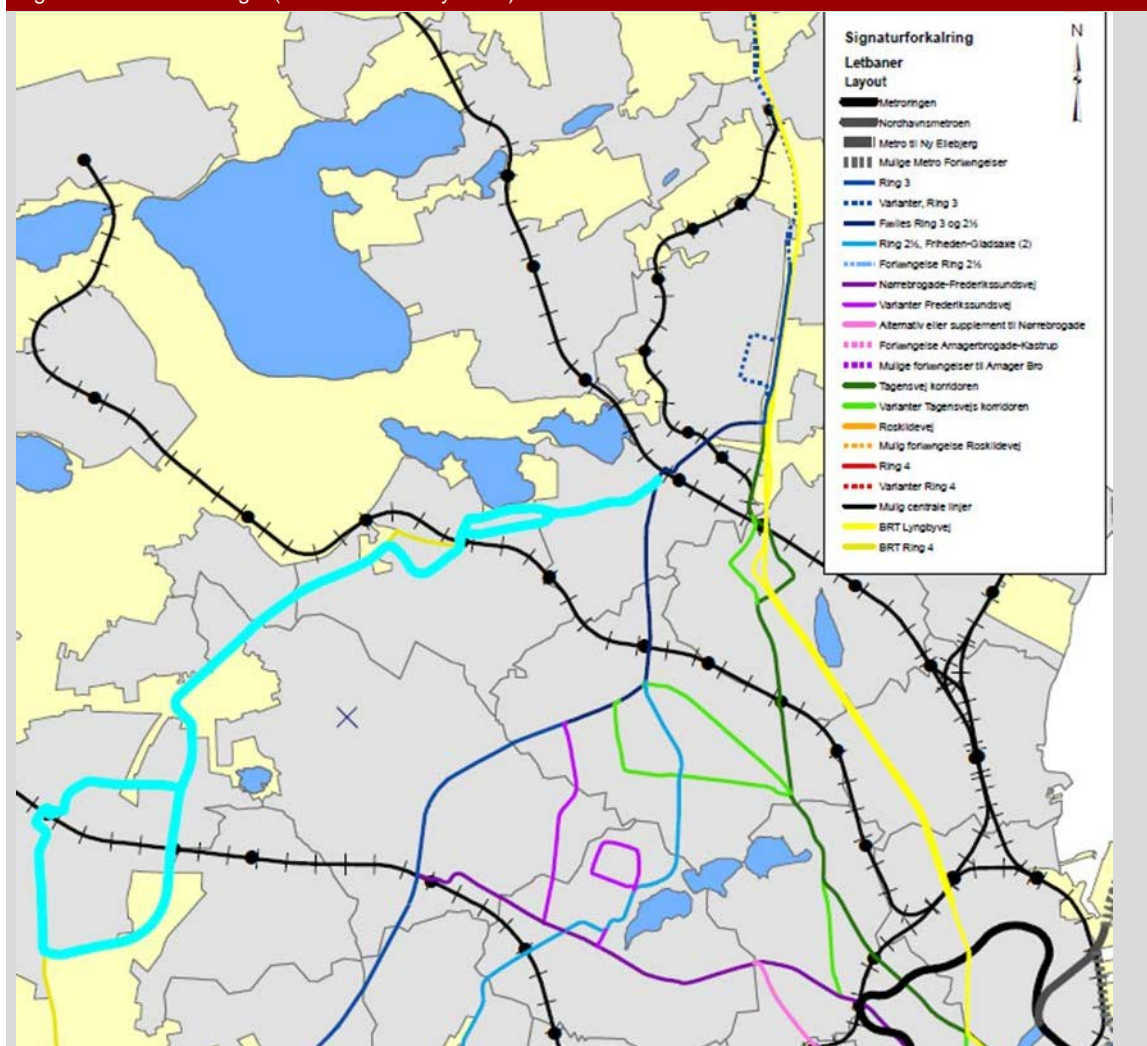 N
Signaturforkalring
Letbaner
Layout
Metroringen
Nordhavnsmetroen
Metro til Ny Ellebjerg
Mulige Metro Forlængelser
Ring 3
Varianter, Ring 3
Fælles Ring 3 og 2½
Ring 2½, Friheden-Gladsaxe (2)
Forlængelse Ring 2½
Nørrebrogade-Frederikssundsvej
Varianter Frederikssundsvej
Alternativ eller supplement til Nørrebrogade
Forlængelse Amagerbrogade-Kastrup
Mulige forlængelser til Amager Bro
Tagensvej korridoren
Varianter Tagensvejs korridoren
Roskildevej
Mulig forlængelse Roskildevej
Ring 4
Varianter Ring 4
Mulig centrale linjer
BRT Lyngbyvej
BRT Ring 4